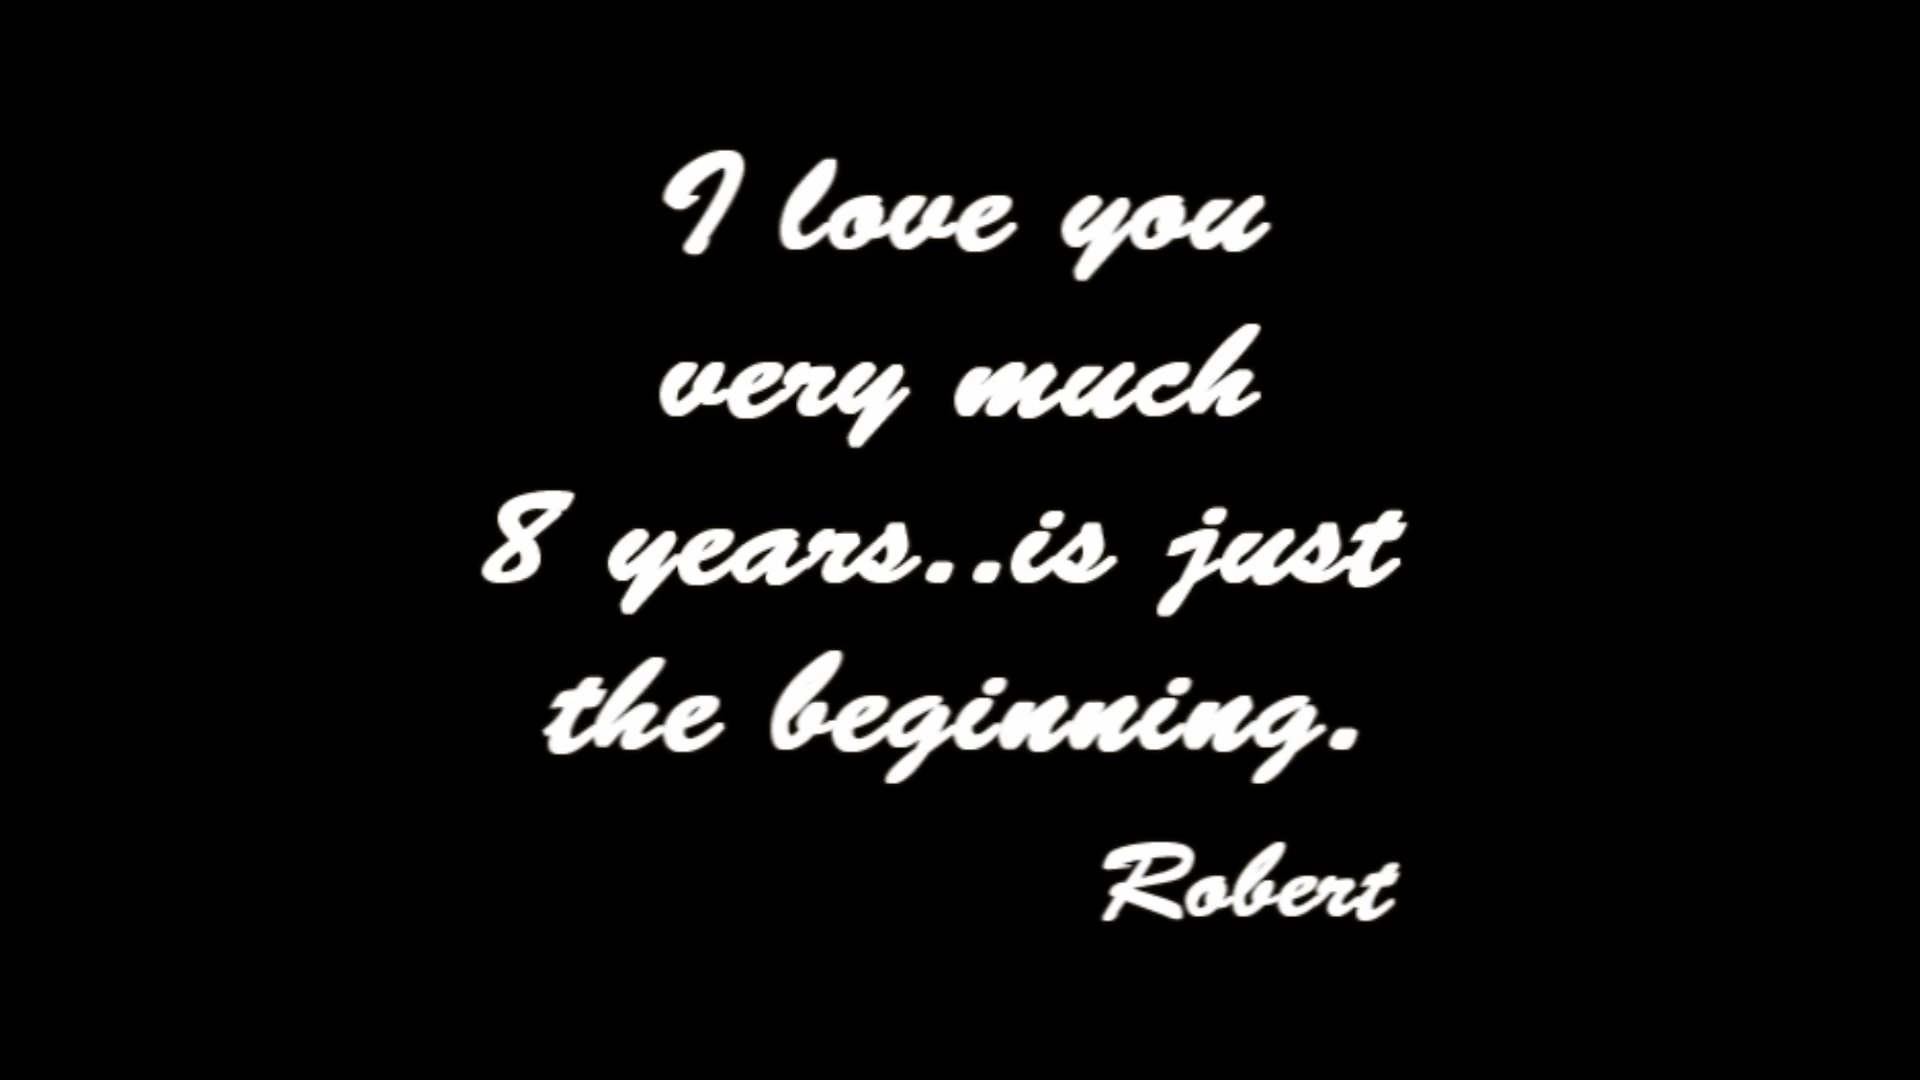 I love you
very much
8 years..is just
the beginning.
Robert